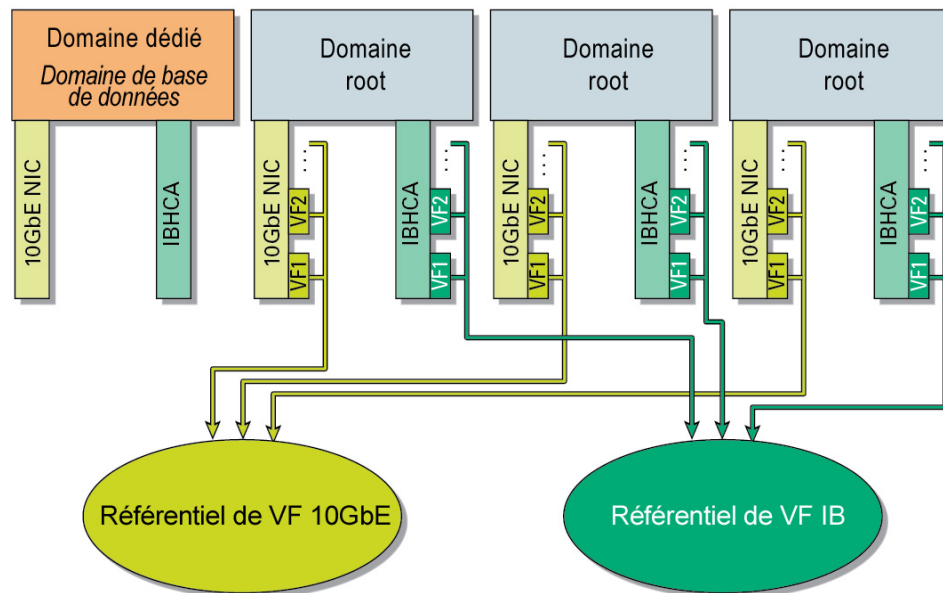 Domaine dédié
Domaine de base
de données
Domaine
root
Domaine
root
Domaine
root
10GbE NIC
IBHCA
10GbE NIC
VF2
VF1
...
IBHCA
VF2
VF1
...
10GbE NIC
VF2
VF1
...
IBHCA
VF2
VF1
...
10GbE NIC
VF2
VF1
...
IBHCA
VF2
VF1
...
Référentiel de VF 10GbE
Référentiel de VF IB